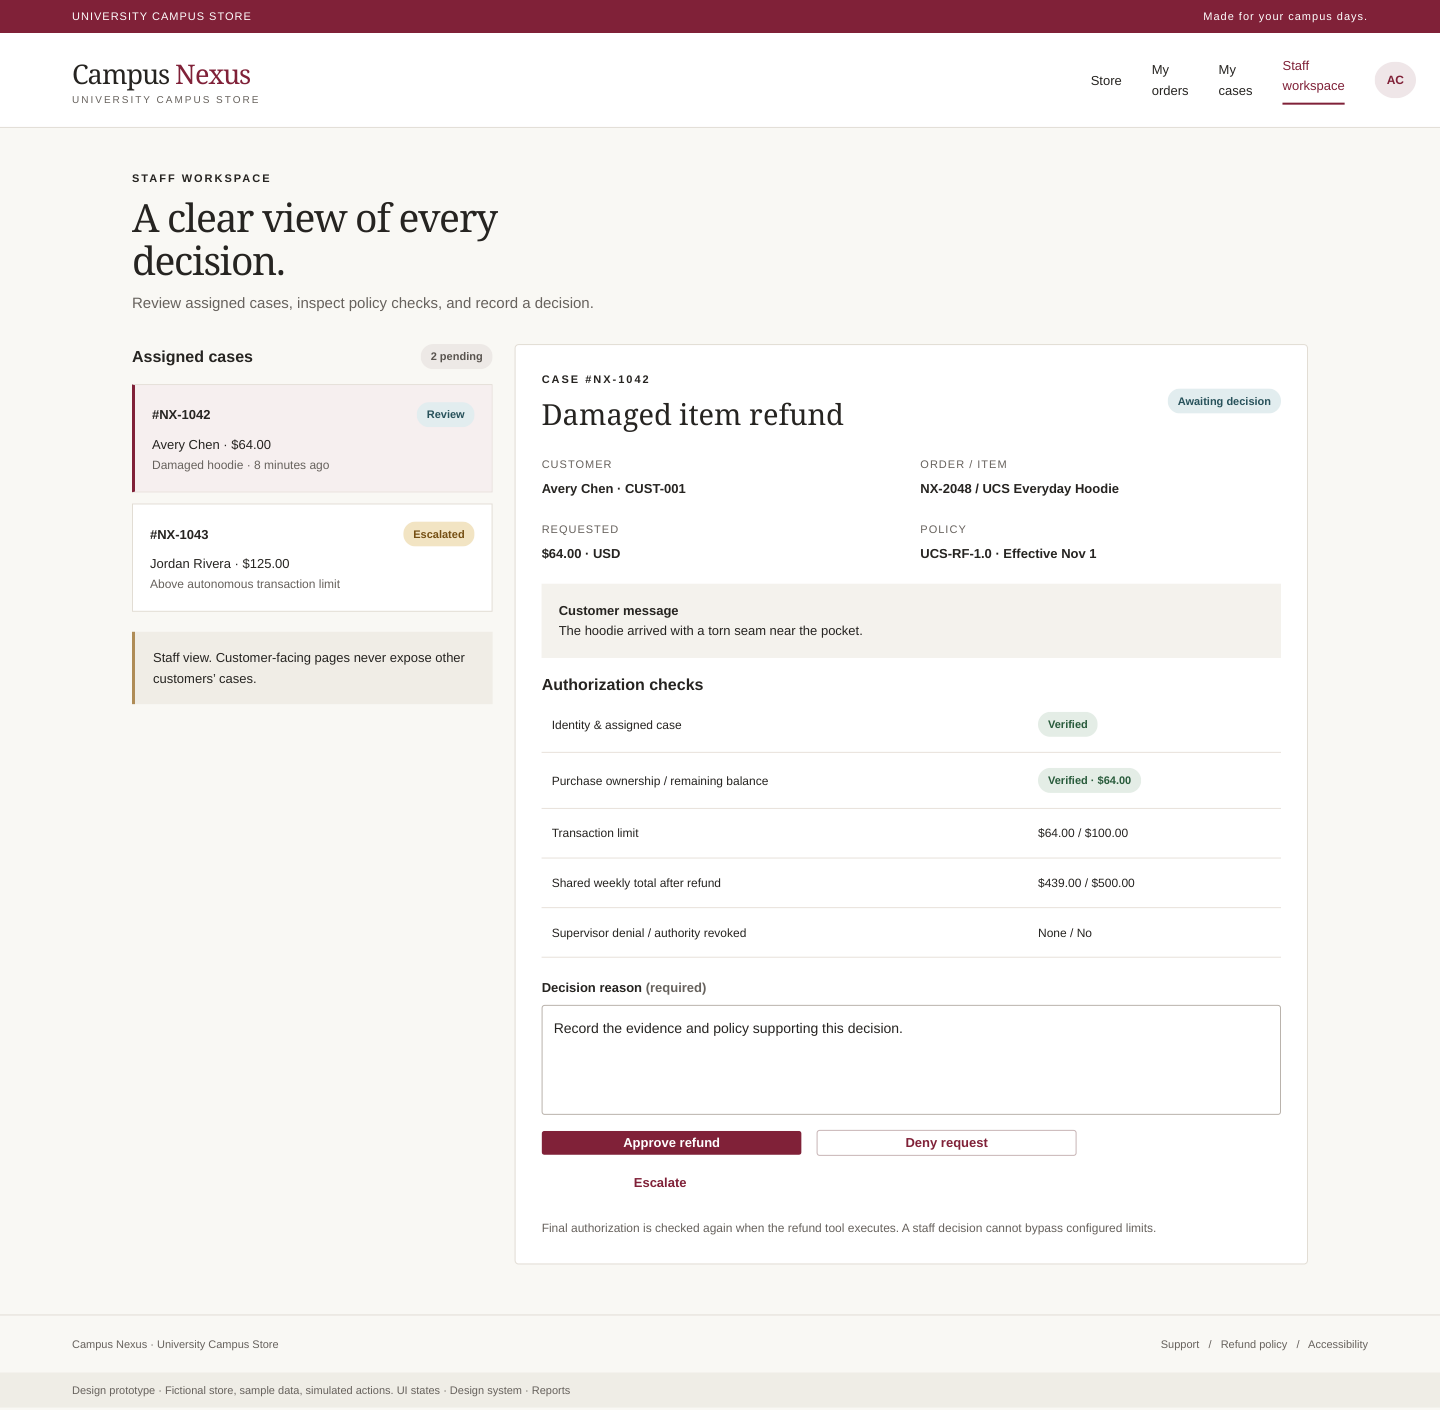 UNIVERSITY CAMPUS STORE
Made for your campus days.
Campus Nexus
UNIVERSITY CAMPUS STORE
Store
My orders
My cases
Staff workspace
AC
STAFF WORKSPACE
A clear view of every
decision.
Review assigned cases, inspect policy checks, and record a decision.
Assigned cases
2 pending
#NX-1042
Review
Avery Chen · $64.00
Damaged hoodie · 8 minutes ago
#NX-1043
Escalated
Jordan Rivera · $125.00
Above autonomous transaction limit
Staff view. Customer-facing pages never expose other
customers' cases.
CASE #NX-1042
Damaged item refund
Awaiting decision
CUSTOMER
Avery Chen · CUST-001
ORDER / ITEM
NX-2048 / UCS Everyday Hoodie
REQUESTED
$64.00 · USD
POLICY
UCS-RF-1.0 · Effective Nov 1
Customer message
The hoodie arrived with a torn seam near the pocket.
Authorization checks
Identity & assigned case
Verified
Purchase ownership / remaining balance
Verified · $64.00
Transaction limit
$64.00 / $100.00
Shared weekly total after refund
$439.00 / $500.00
Supervisor denial / authority revoked
None / No
Decision reason (required)
Record the evidence and policy supporting this decision.
Approve refund
Deny request
Escalate
Final authorization is checked again when the refund tool executes. A staff decision cannot bypass configured limits.
Campus Nexus · University Campus Store
Support / Refund policy / Accessibility
Design prototype · Fictional store, sample data, simulated actions. UI states · Design system · Reports